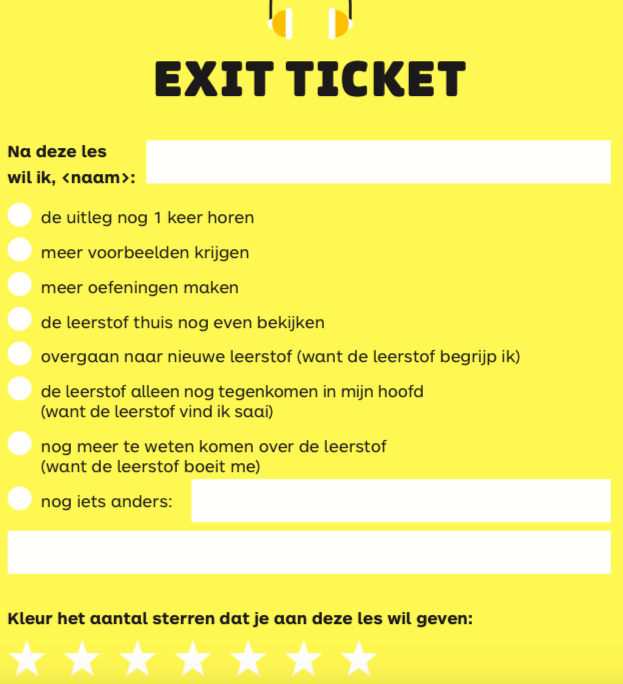 EXIT TICKET
Na deze les
wil ik, <naam>:
de uitleg nog 1 keer horen
meer voorbeelden krijgen
meer oefeningen maken
de leerstof thuis nog even bekijken
overgaan naar nieuwe leerstof (want de leerstof begrijp ik)
de leerstof alleen nog tegenkomen in mijn hoofd
(want de leerstof vind ik saai)
nog meer te weten komen over de leerstof
(want de leerstof boeit me)
nog iets anders:
Kleur het aantal sterren dat je aan deze les wil geven: